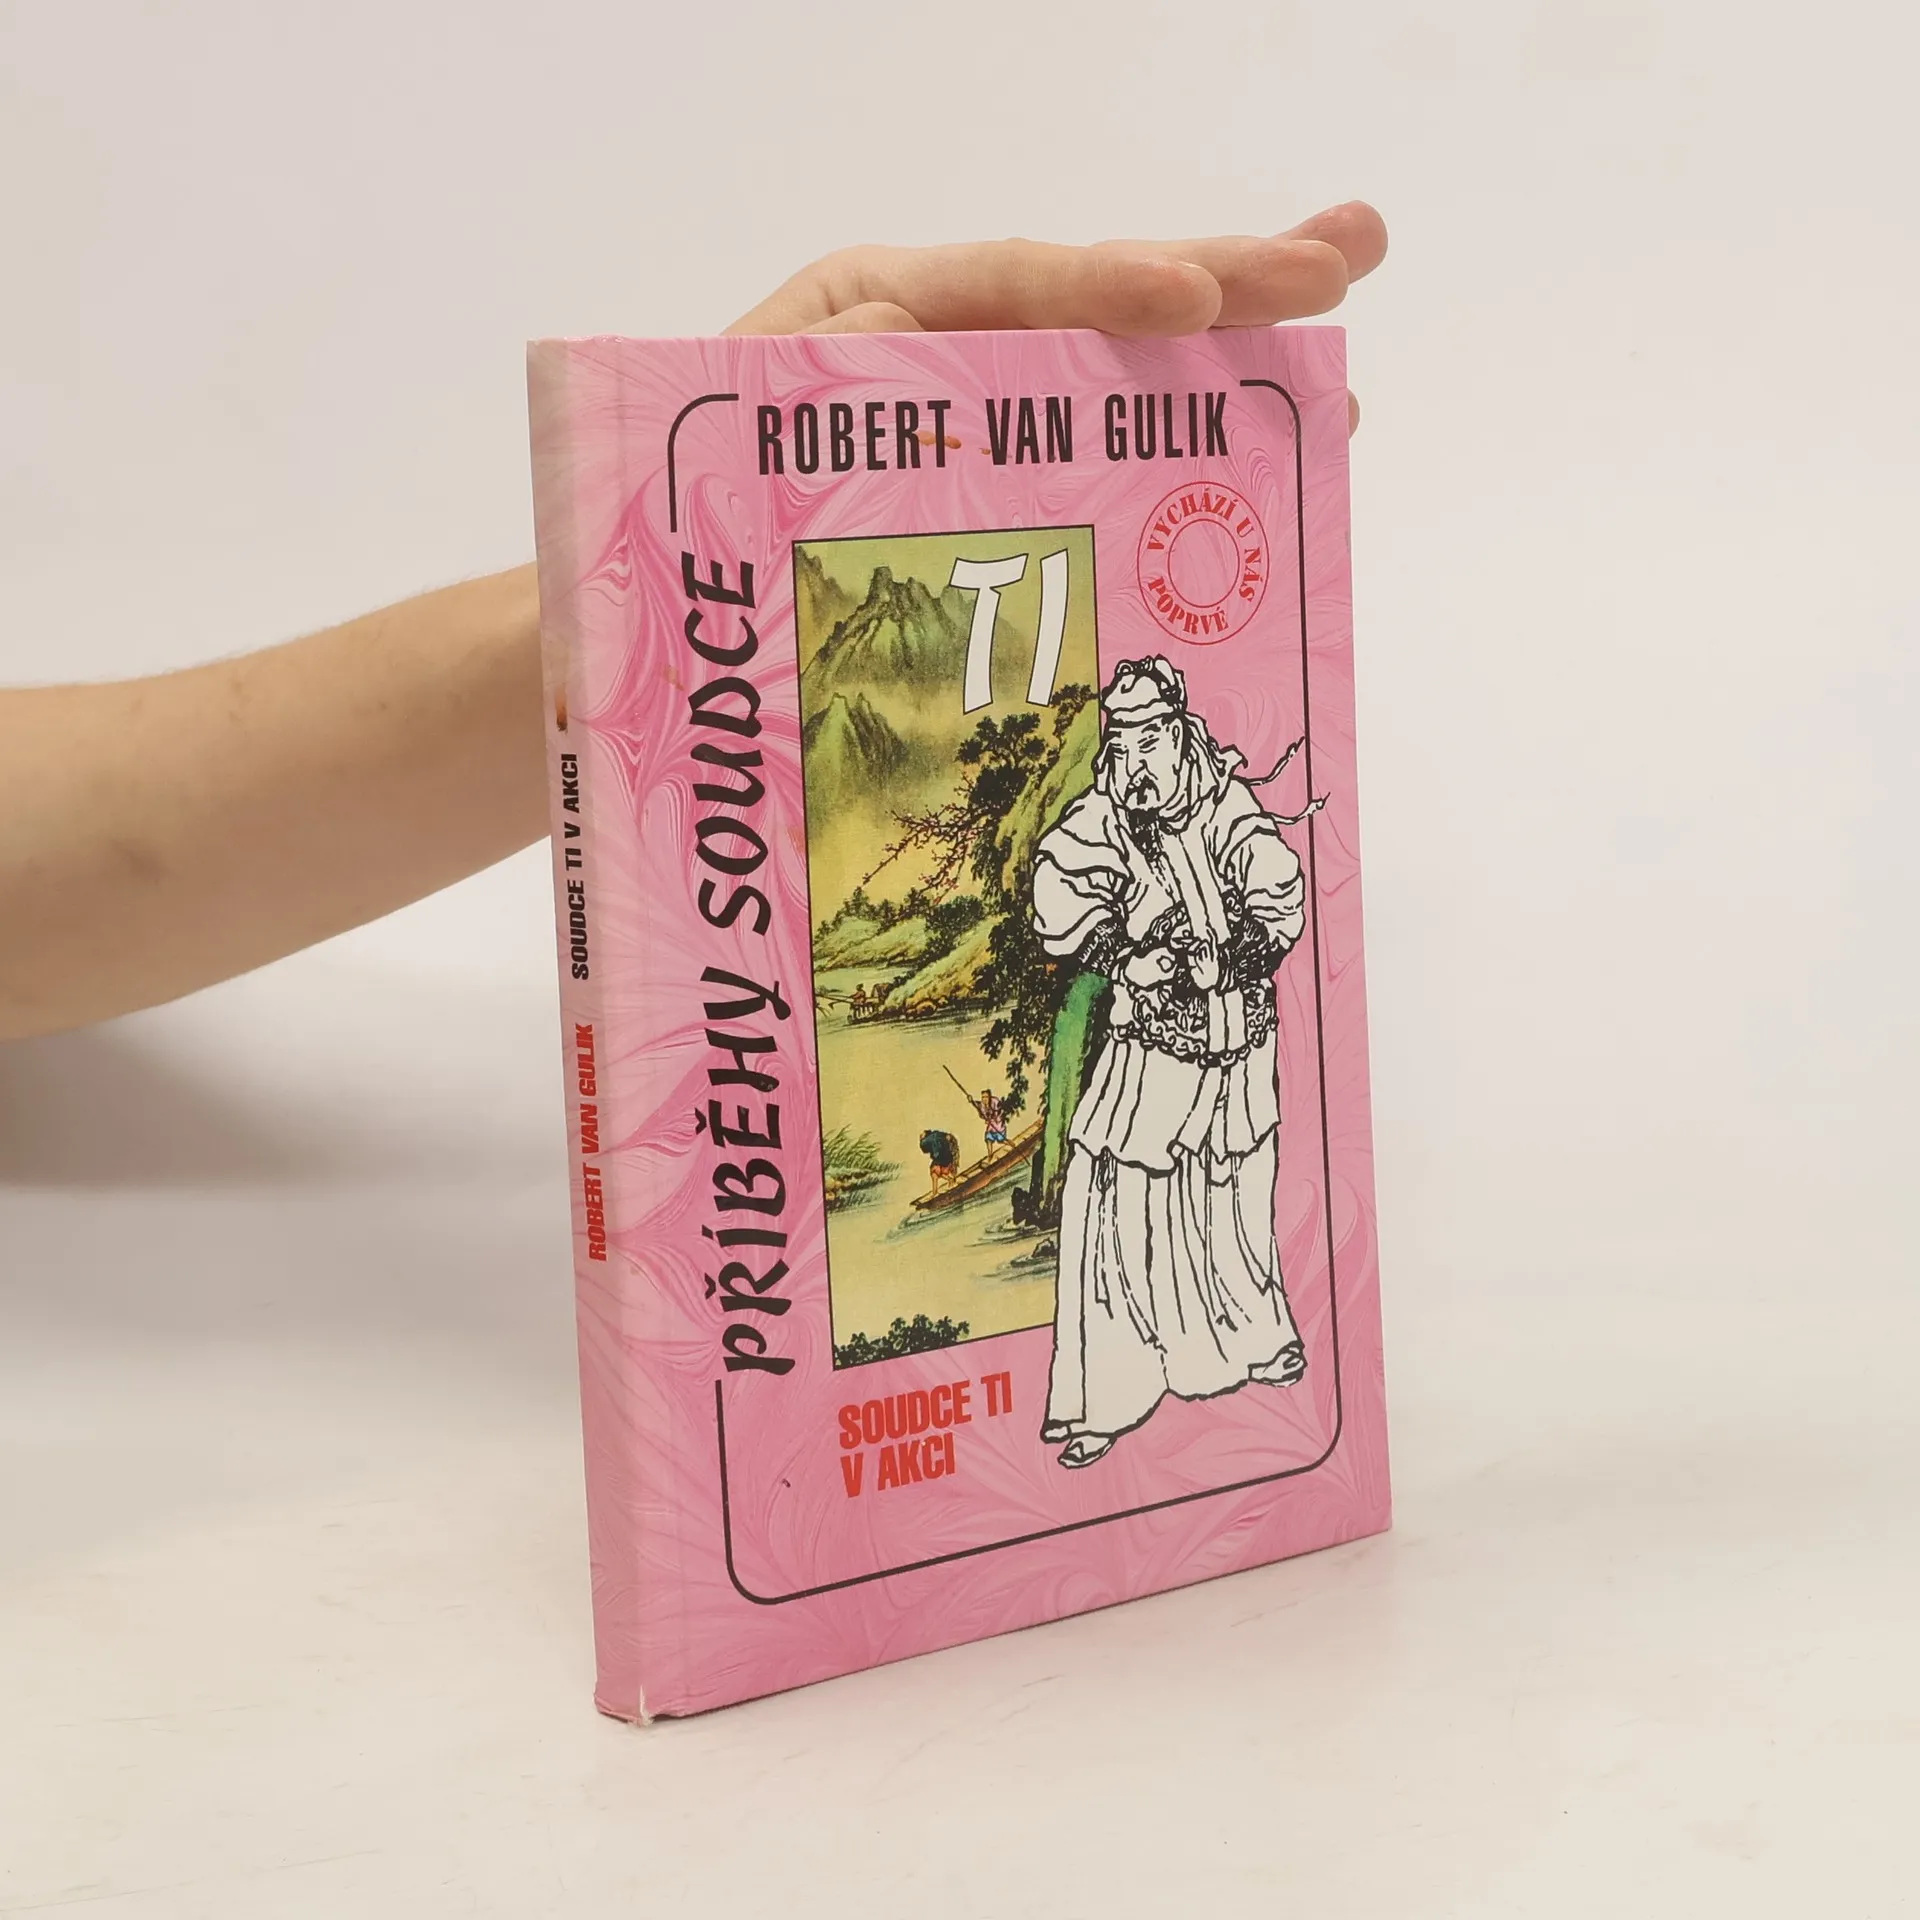 ROBERT VAN GULIK
VYCHÁZÍ U NÁS
POPRVÉ
PŘÍBĚHY SOUDCE
TI
SOUDCE TI
V AKCI
ROBERT VAN GULIK SOUDCE TI V AKCI